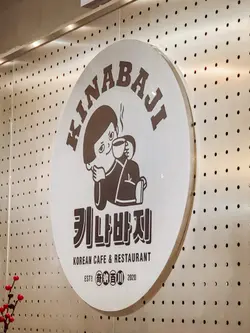 KINABAJI
키나바지
KOREAN CAFE & RESTAURANT
ESTD 2020